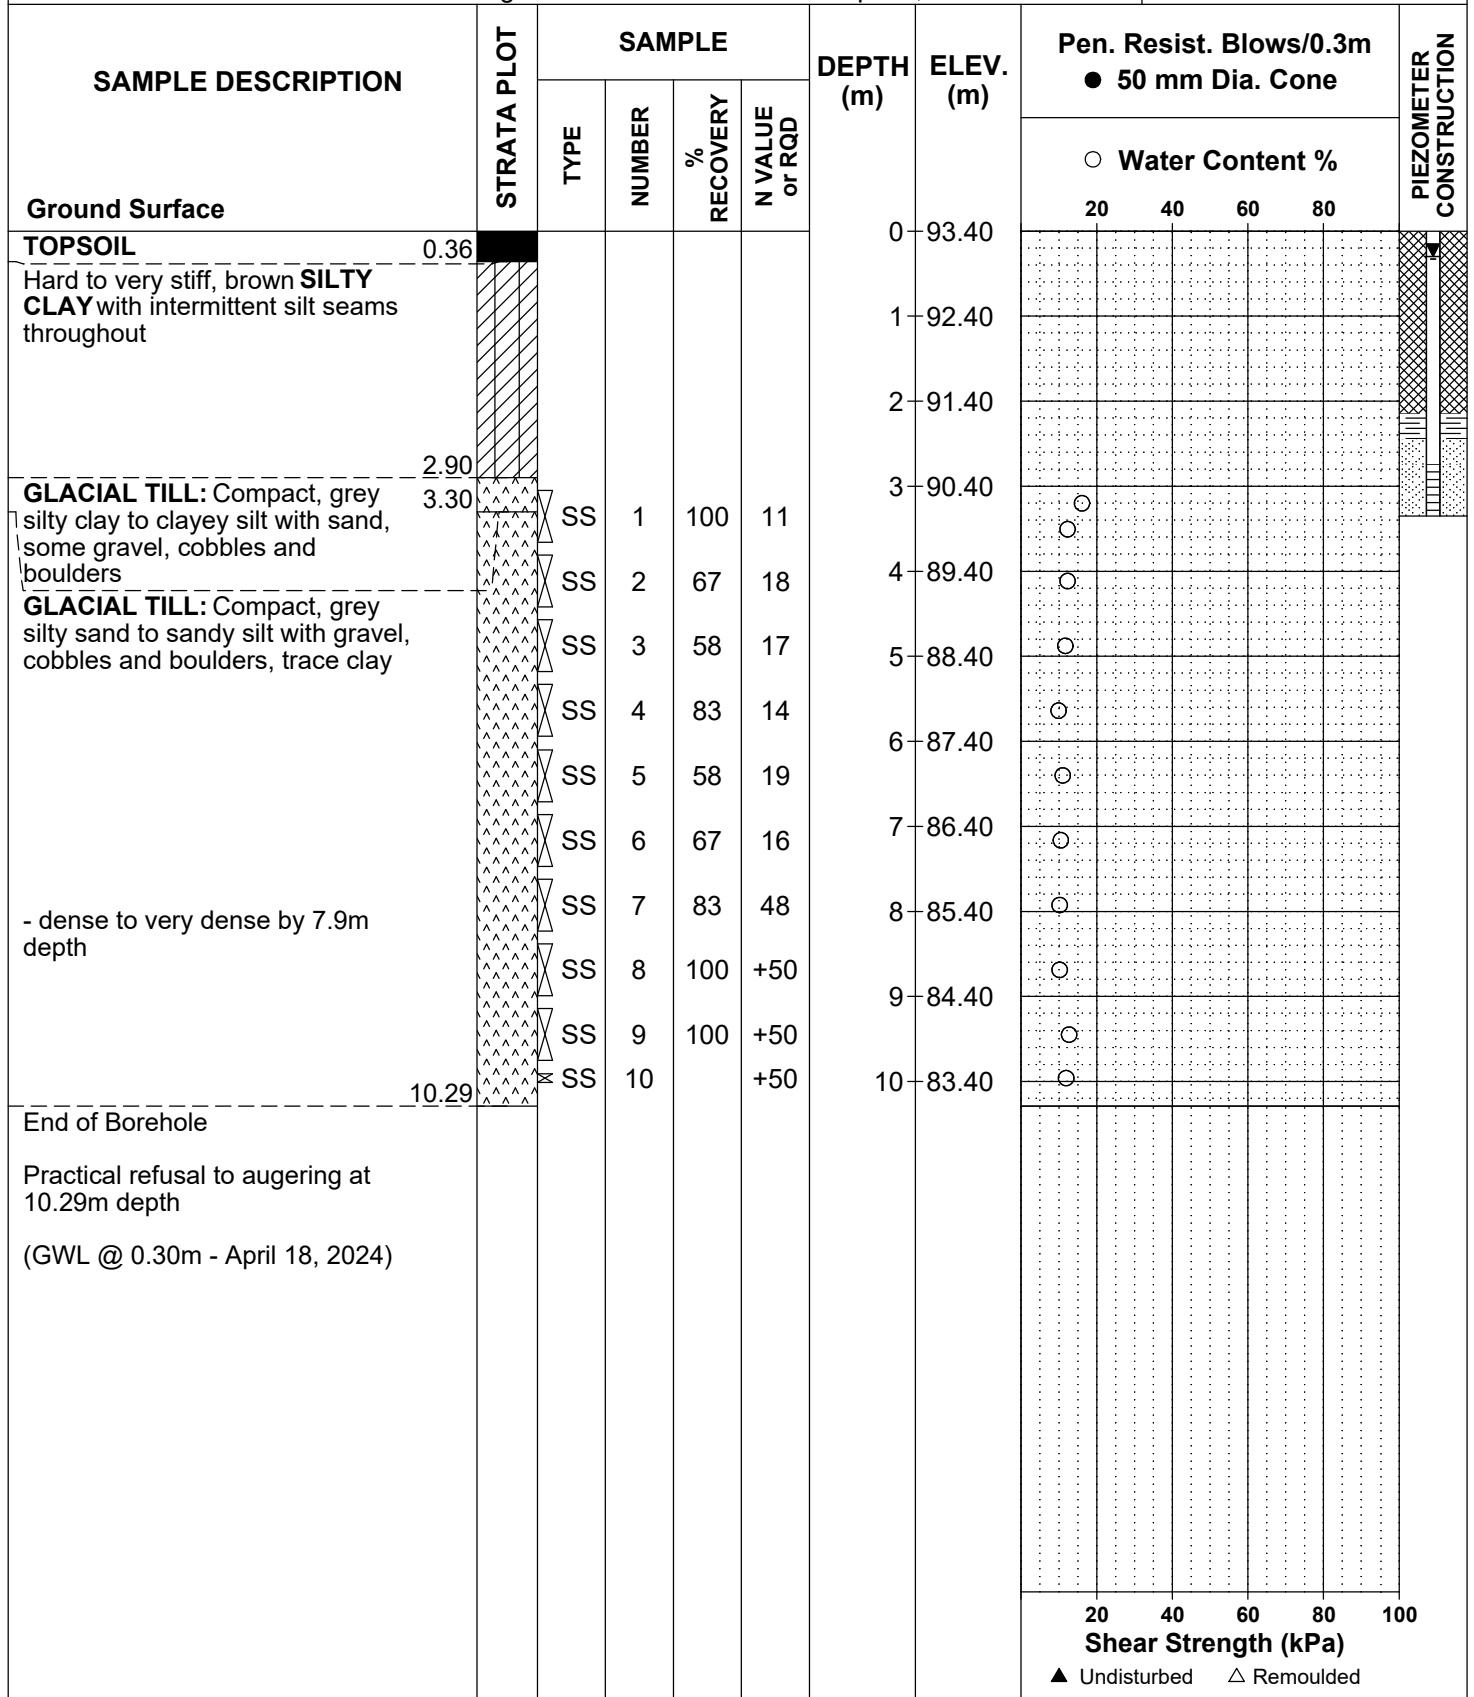 SAMPLE DESCRIPTION
STRATA PLOT
SAMPLE
TYPE
NUMBER
% RECOVERY
N VALUE or RQD
DEPTH (m)
ELEV. (m)
Pen. Resist. Blows/0.3m
● 50 mm Dia. Cone
○ Water Content %
20 40 60 80
PIEZOMETER CONSTRUCTION
Ground Surface
0 93.40
TOPSOIL 0.36
Hard to very stiff, brown SILTY
CLAY with intermittent silt seams
throughout
1 92.40
2 91.40
2.90
3 90.40
GLACIAL TILL: Compact, grey 3.30
silty clay to clayey silt with sand,
some gravel, cobbles and
boulders
SS 1 100 11
4 89.40
SS 2 67 18
GLACIAL TILL: Compact, grey
silty sand to sandy silt with gravel,
cobbles and boulders, trace clay
SS 3 58 17
5 88.40
SS 4 83 14
6 87.40
SS 5 58 19
7 86.40
SS 6 67 16
SS 7 83 48
8 85.40
- dense to very dense by 7.9m
depth
SS 8 100 +50
9 84.40
SS 9 100 +50
SS 10 +50
10 83.40
10.29
End of Borehole
Practical refusal to augering at
10.29m depth
(GWL @ 0.30m - April 18, 2024)
20 40 60 80 100
Shear Strength (kPa)
▲ Undisturbed △ Remoulded